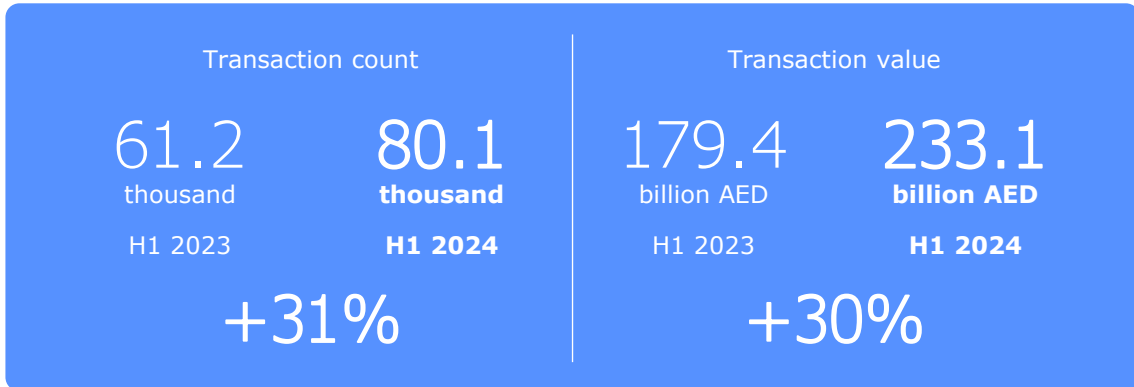 Transaction count
61.2
thousand
H1 2023
80.1
thousand
H1 2024
+31%
Transaction value
179.4
billion AED
H1 2023
233.1
billion AED
H1 2024
+30%